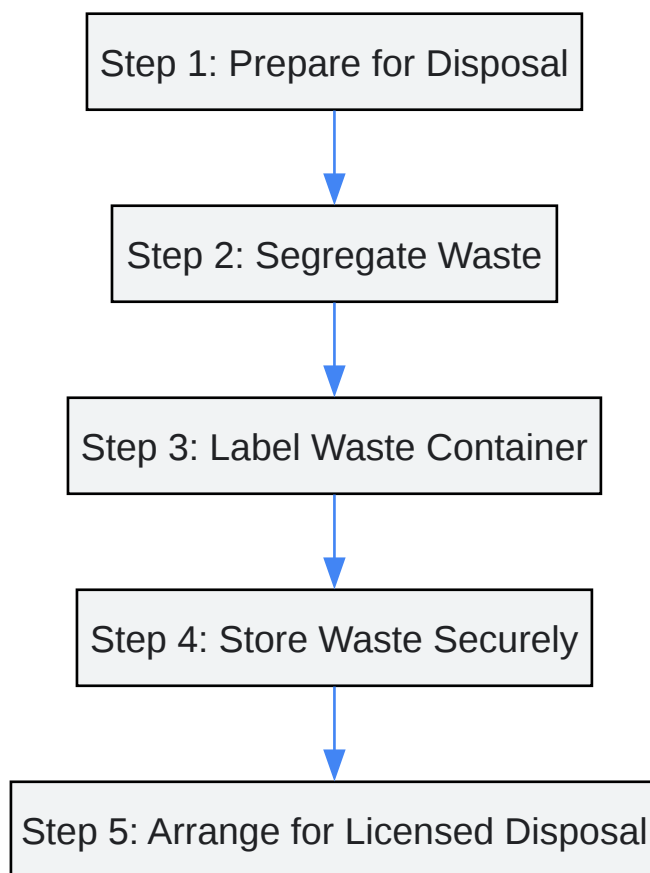 Step 1: Prepare for Disposal
Step 2: Segregate Waste
Step 3: Label Waste Container
Step 4: Store Waste Securely
Step 5: Arrange for Licensed Disposal